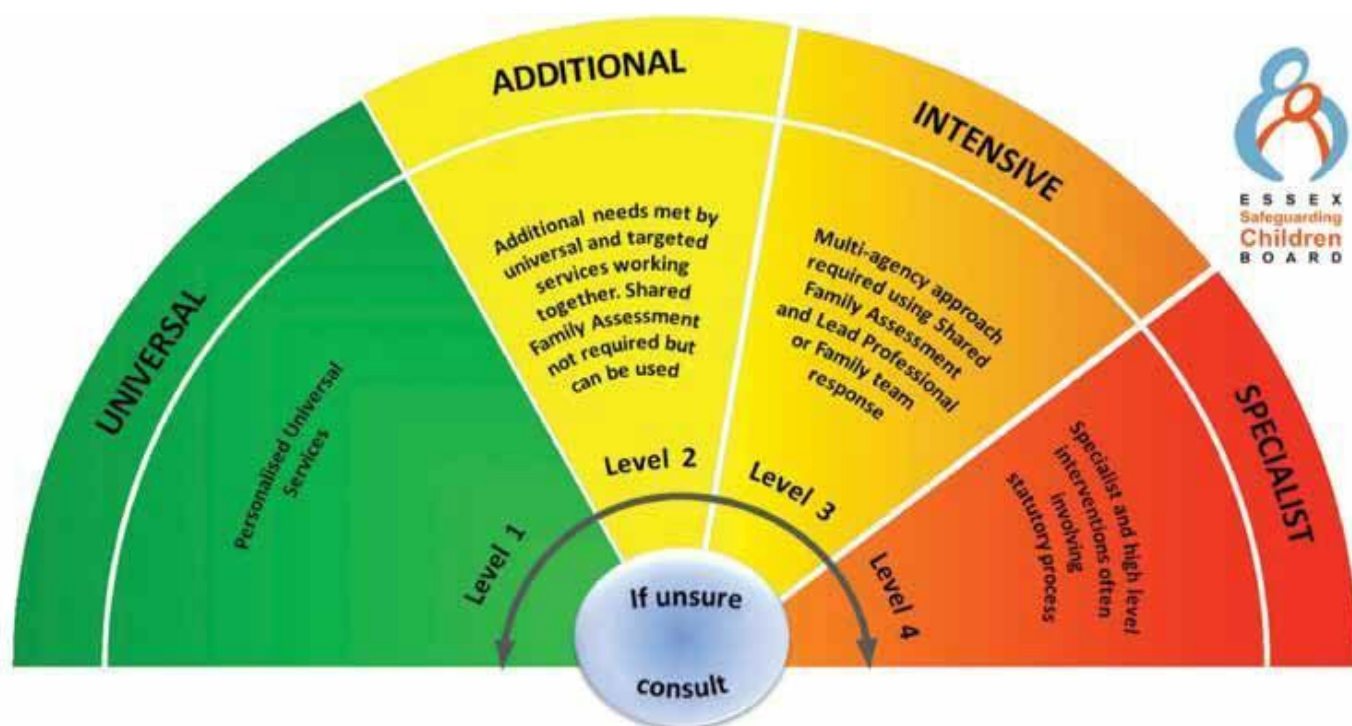 UNIVERSAL
Personalised Universal
Services
Level 1
ADDITIONAL
Additional needs met by
universal and targeted
services working
together. Shared
Family Assessment
not required but
can be used
Level 2
INTENSIVE
Multi-agency approach
required using Shared
Family Assessment
and Lead Professional
or Family team
response
Level 3
SPECIALIST
Specialist and high level
interventions often
involving
statutory process
Level 4
If unsure
consult
ESSEX
Safeguarding
Children
BOARD